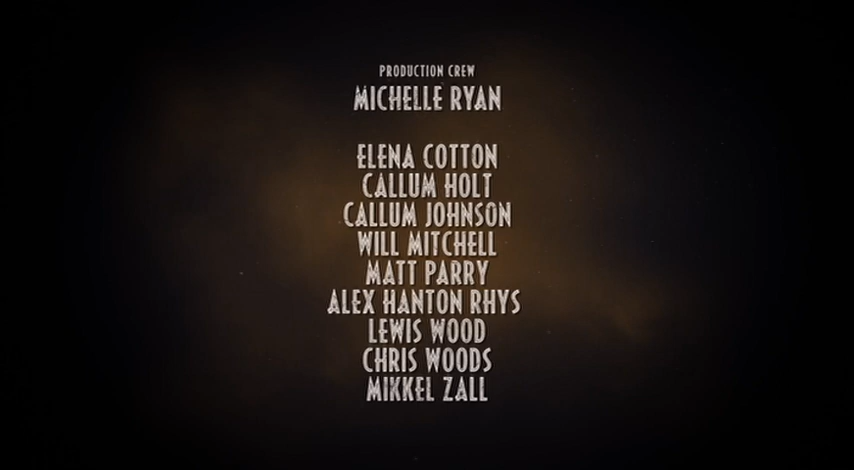 PRODUCTION CREW
MICHELLE RYAN
ELENA COTTON
CALLUM HOLT
CALLUM JOHNSON
WILL MITCHELL
MATT PARRY
ALEX HANTON RHYS
LEWIS WOOD
CHRIS WOODS
MIKKEL ZALL